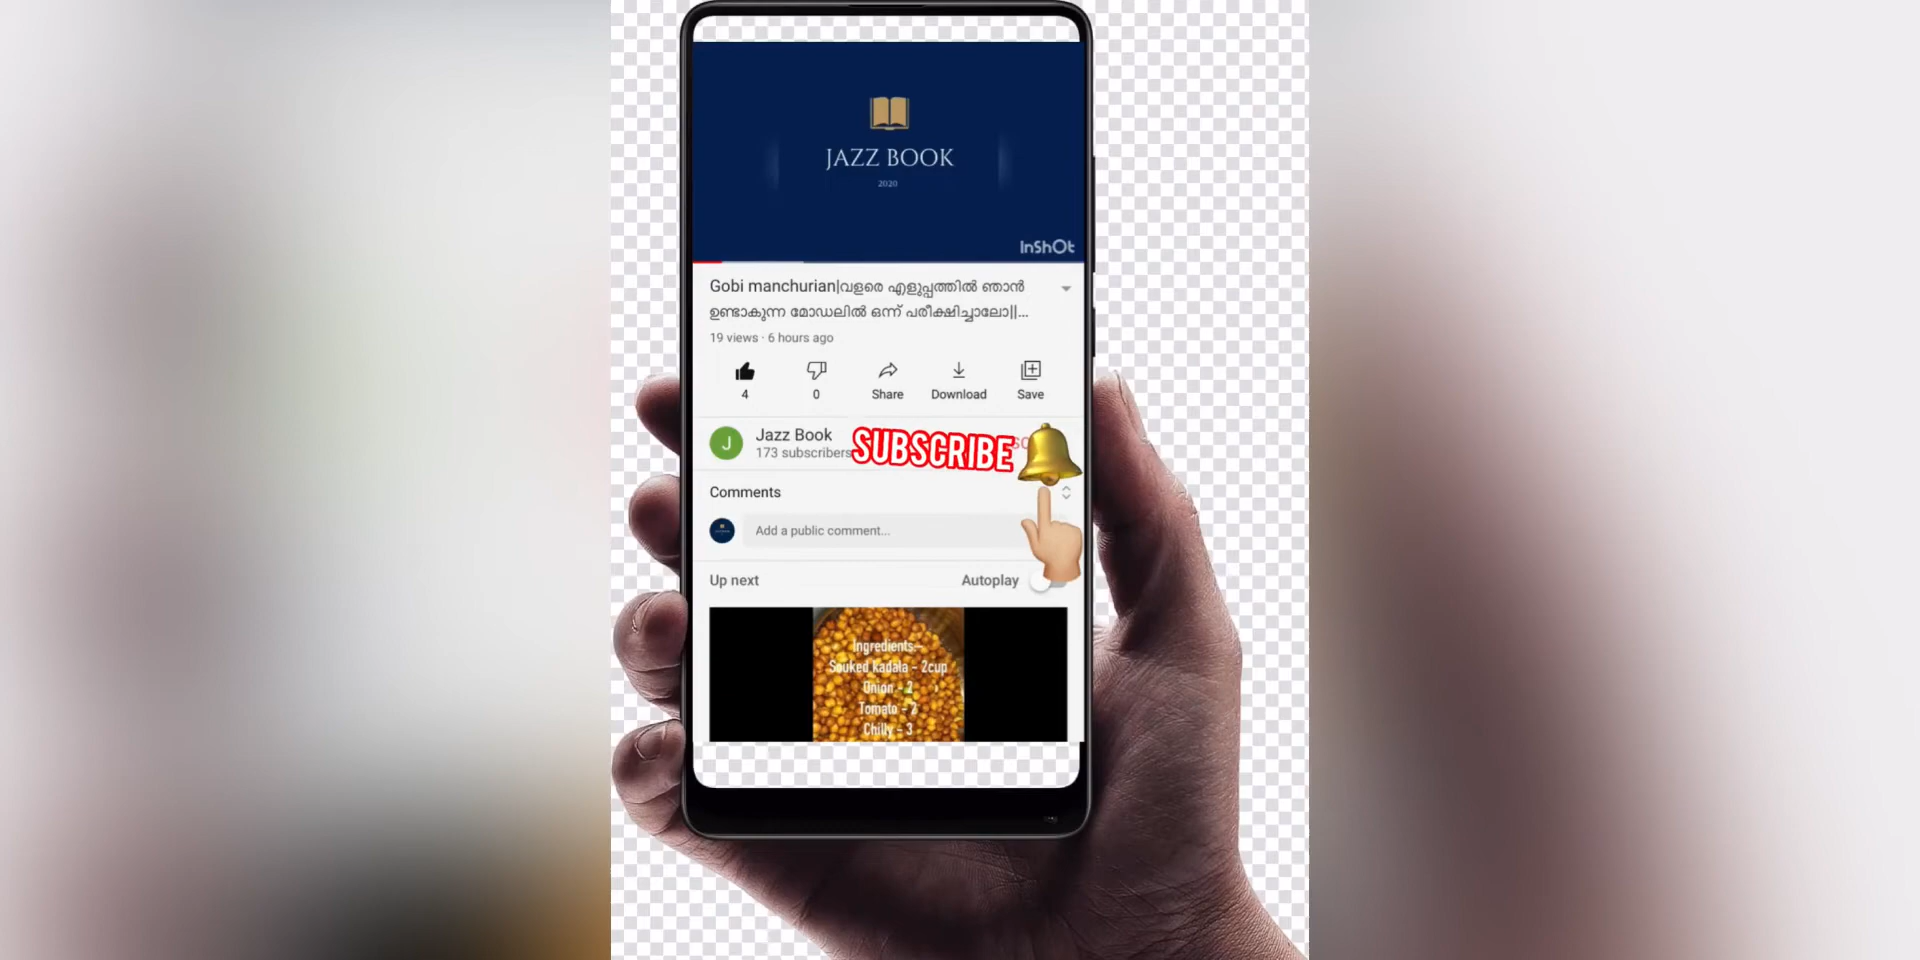 JAZZ BOOK
2020
InShOt
Gobi manchurian|വളരെ എളുപ്പത്തിൽ ഞാൻ
ഉണ്ടാകുന്ന മോഡലിൽ ഒന്ന് പരീക്ഷിച്ചാലോ||...
19 views · 6 hours ago
4
0
Share
Download
Save
J
Jazz Book
173 subscribers
SUBSCRIBE
Comments
Add a public comment...
Up next
Autoplay
Ingredients:-
Souked kadala - 2cup
Onion - 2
Tomato - 2
Chilly - 3